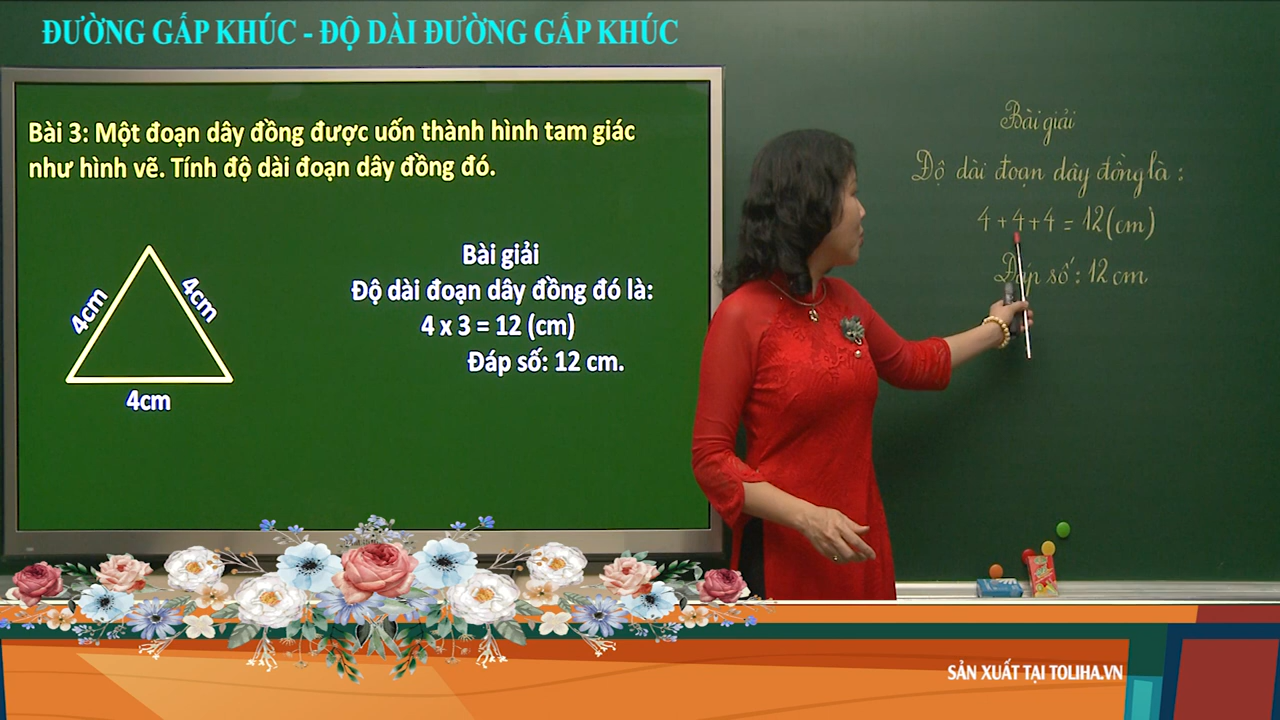 ĐƯỜNG GẤP KHÚC - ĐỘ DÀI ĐƯỜNG GẤP KHÚC
Bài 3: Một đoạn dây đồng được uốn thành hình tam giác
như hình vẽ. Tính độ dài đoạn dây đồng đó.
4cm
4cm
4cm
Bài giải
Độ dài đoạn dây đồng đó là:
4 x 3 = 12 (cm)
Đáp số: 12 cm.
Bài giải
Độ dài đoạn dây đồng là :
4 + 4 + 4 = 12 (cm)
Đáp số : 12 cm
SẢN XUẤT TẠI TOLIHA.VN